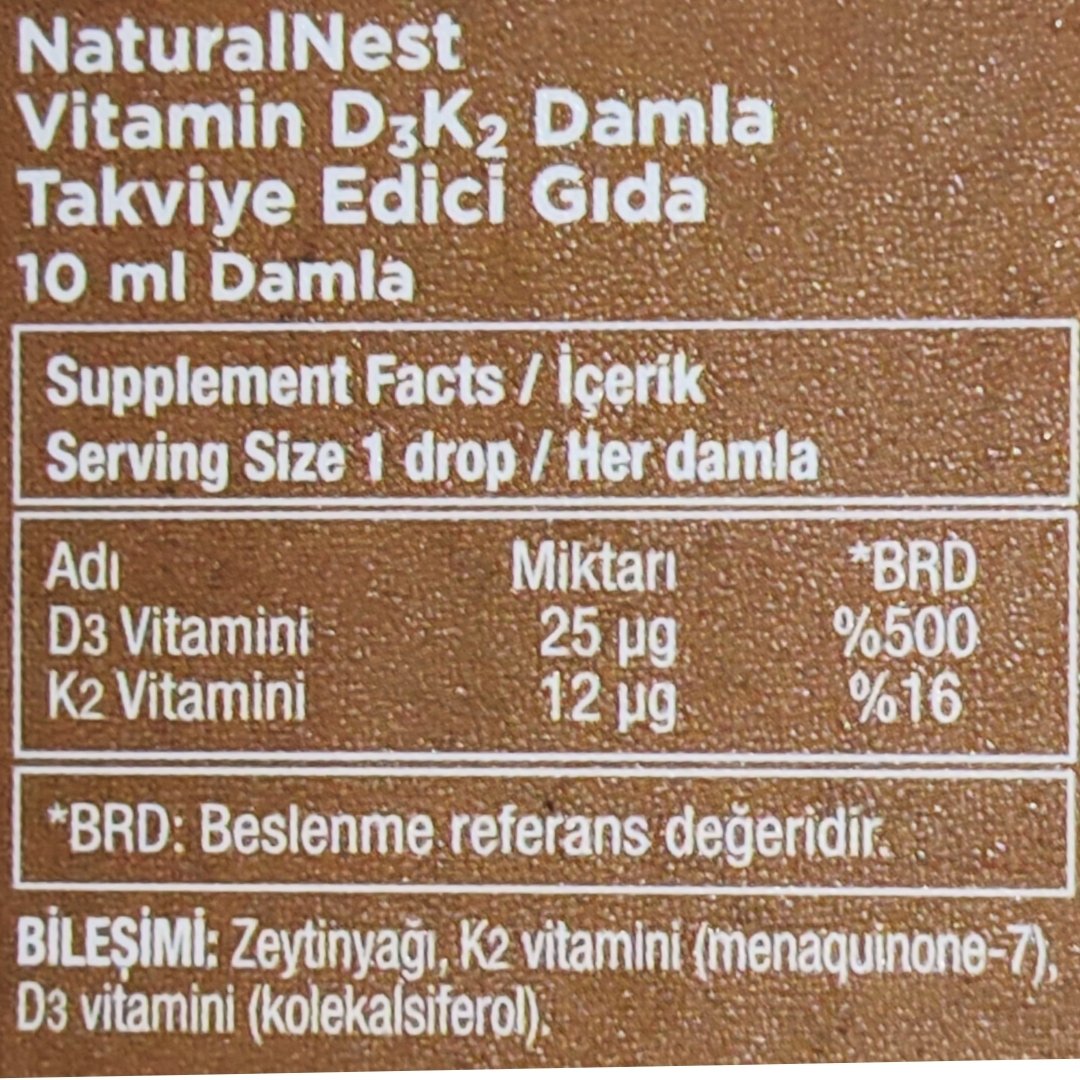 NaturalNest
Vitamin D₃K₂ Damla
Takviye Edici Gıda
10 ml Damla
Supplement Facts / İçerik
Serving Size 1 drop / Her damla
Adı Miktarı *BRD
D3 Vitamini 25 µg %500
K2 Vitamini 12 µg %16
*BRD: Beslenme referans değeridir.
BİLEŞİMİ: Zeytinyağı, K2 vitamini (menaquinone-7),
D3 vitamini (kolekalsiferol).